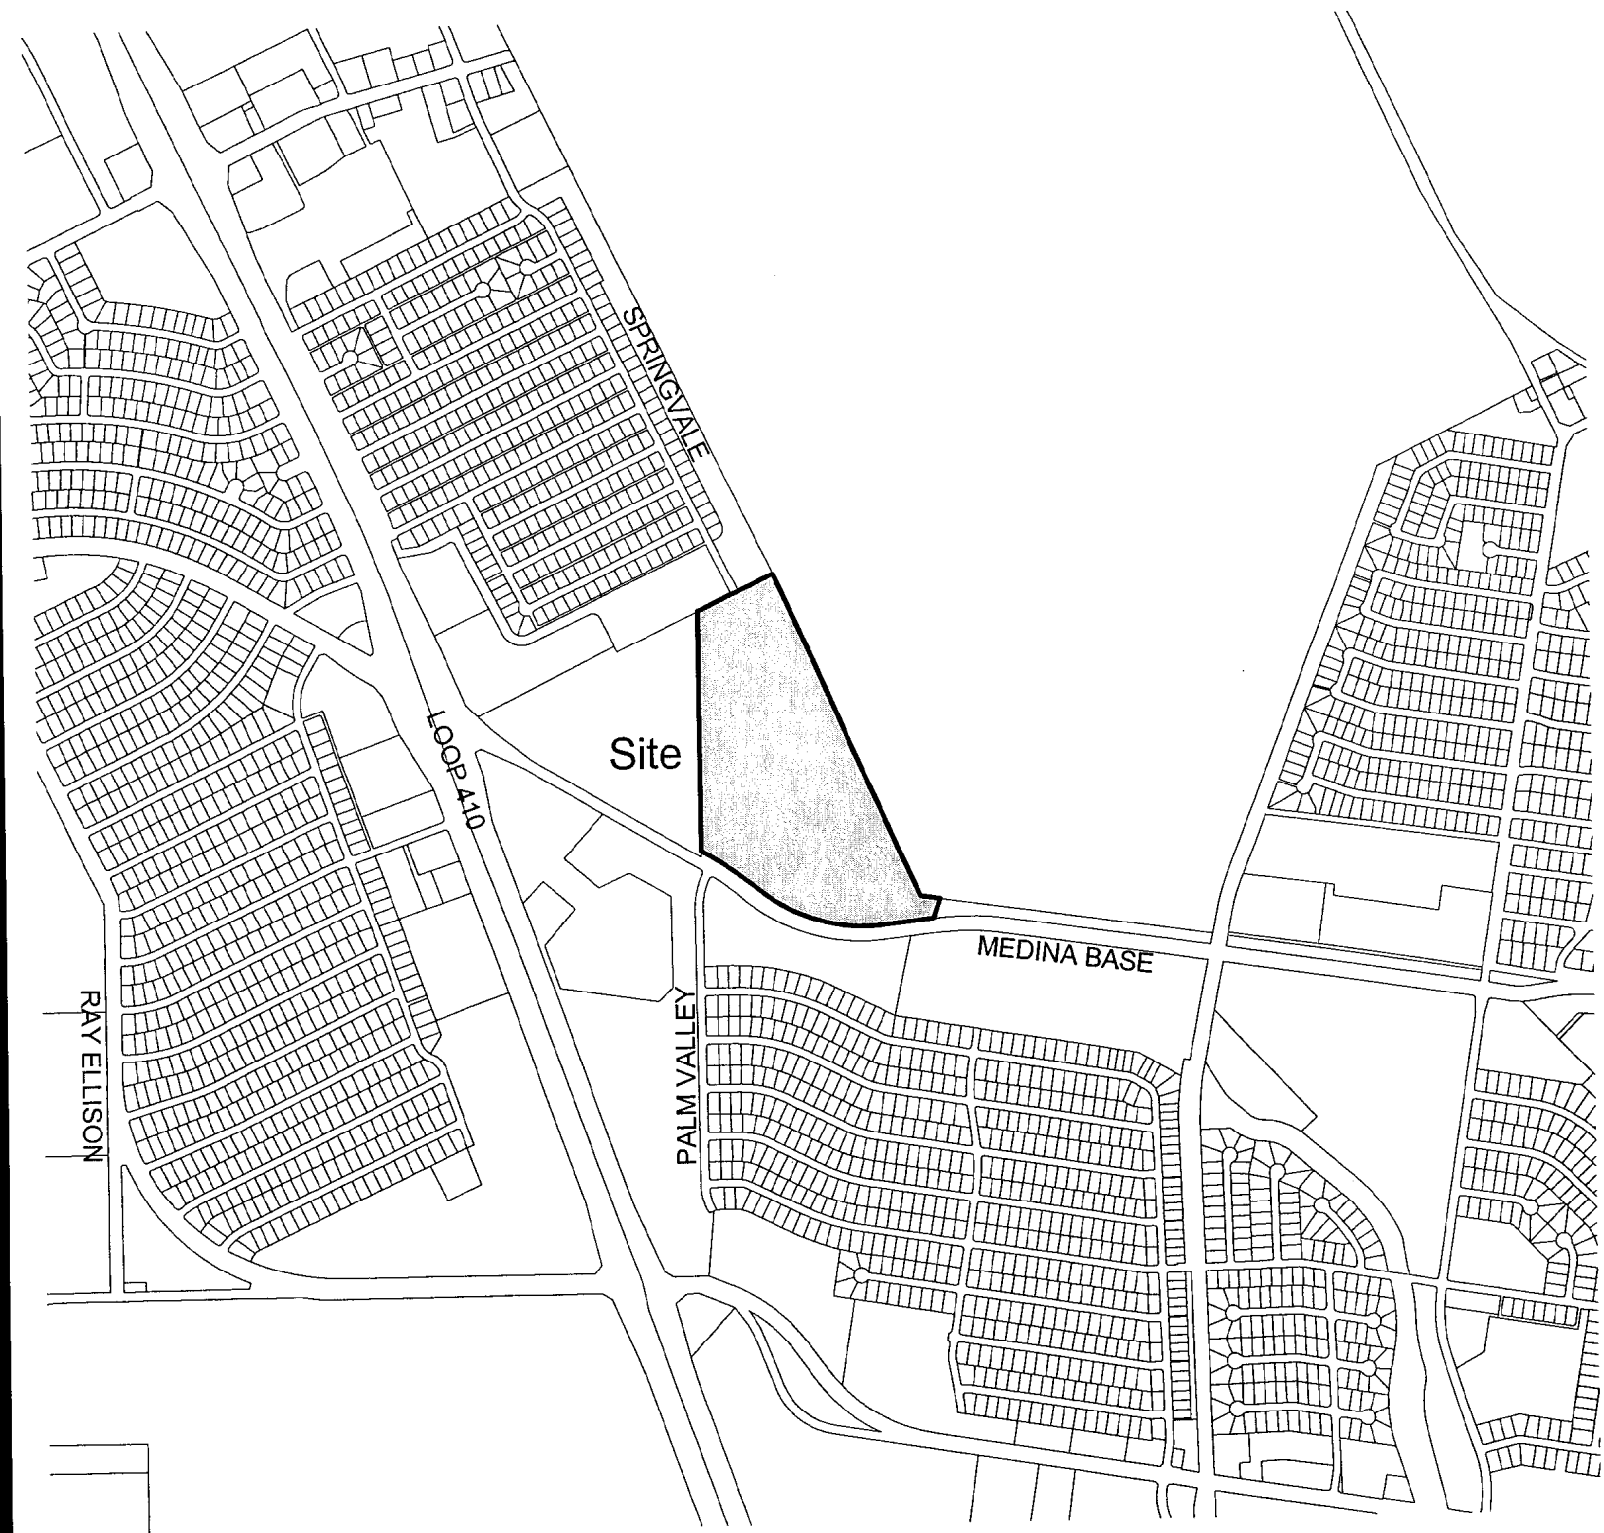 SPRINGVALE
LOOP 410
Site
MEDINA BASE
PALM VALLEY
RAY ELLISON